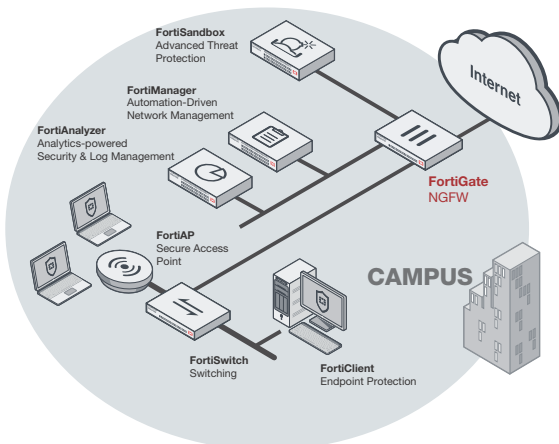 FortiSandbox
Advanced Threat
Protection
FortiManager
Automation-Driven
Network Management
FortiAnalyzer
Analytics-powered
Security & Log Management
Internet
FortiGate
NGFW
FortiAP
Secure Access
Point
CAMPUS
FortiSwitch
Switching
FortiClient
Endpoint Protection